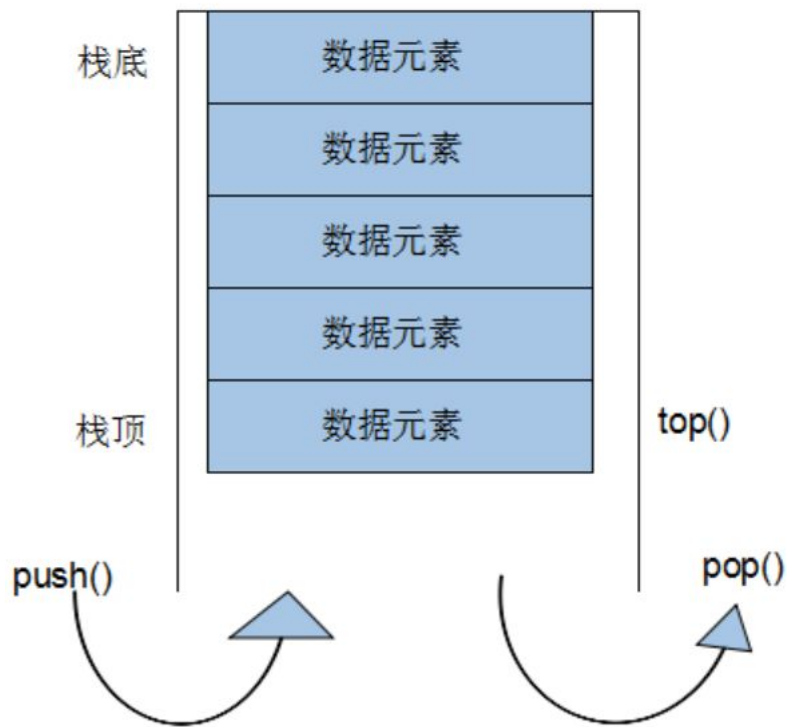 栈底
数据元素
数据元素
数据元素
数据元素
栈顶
数据元素
top()
push()
pop()